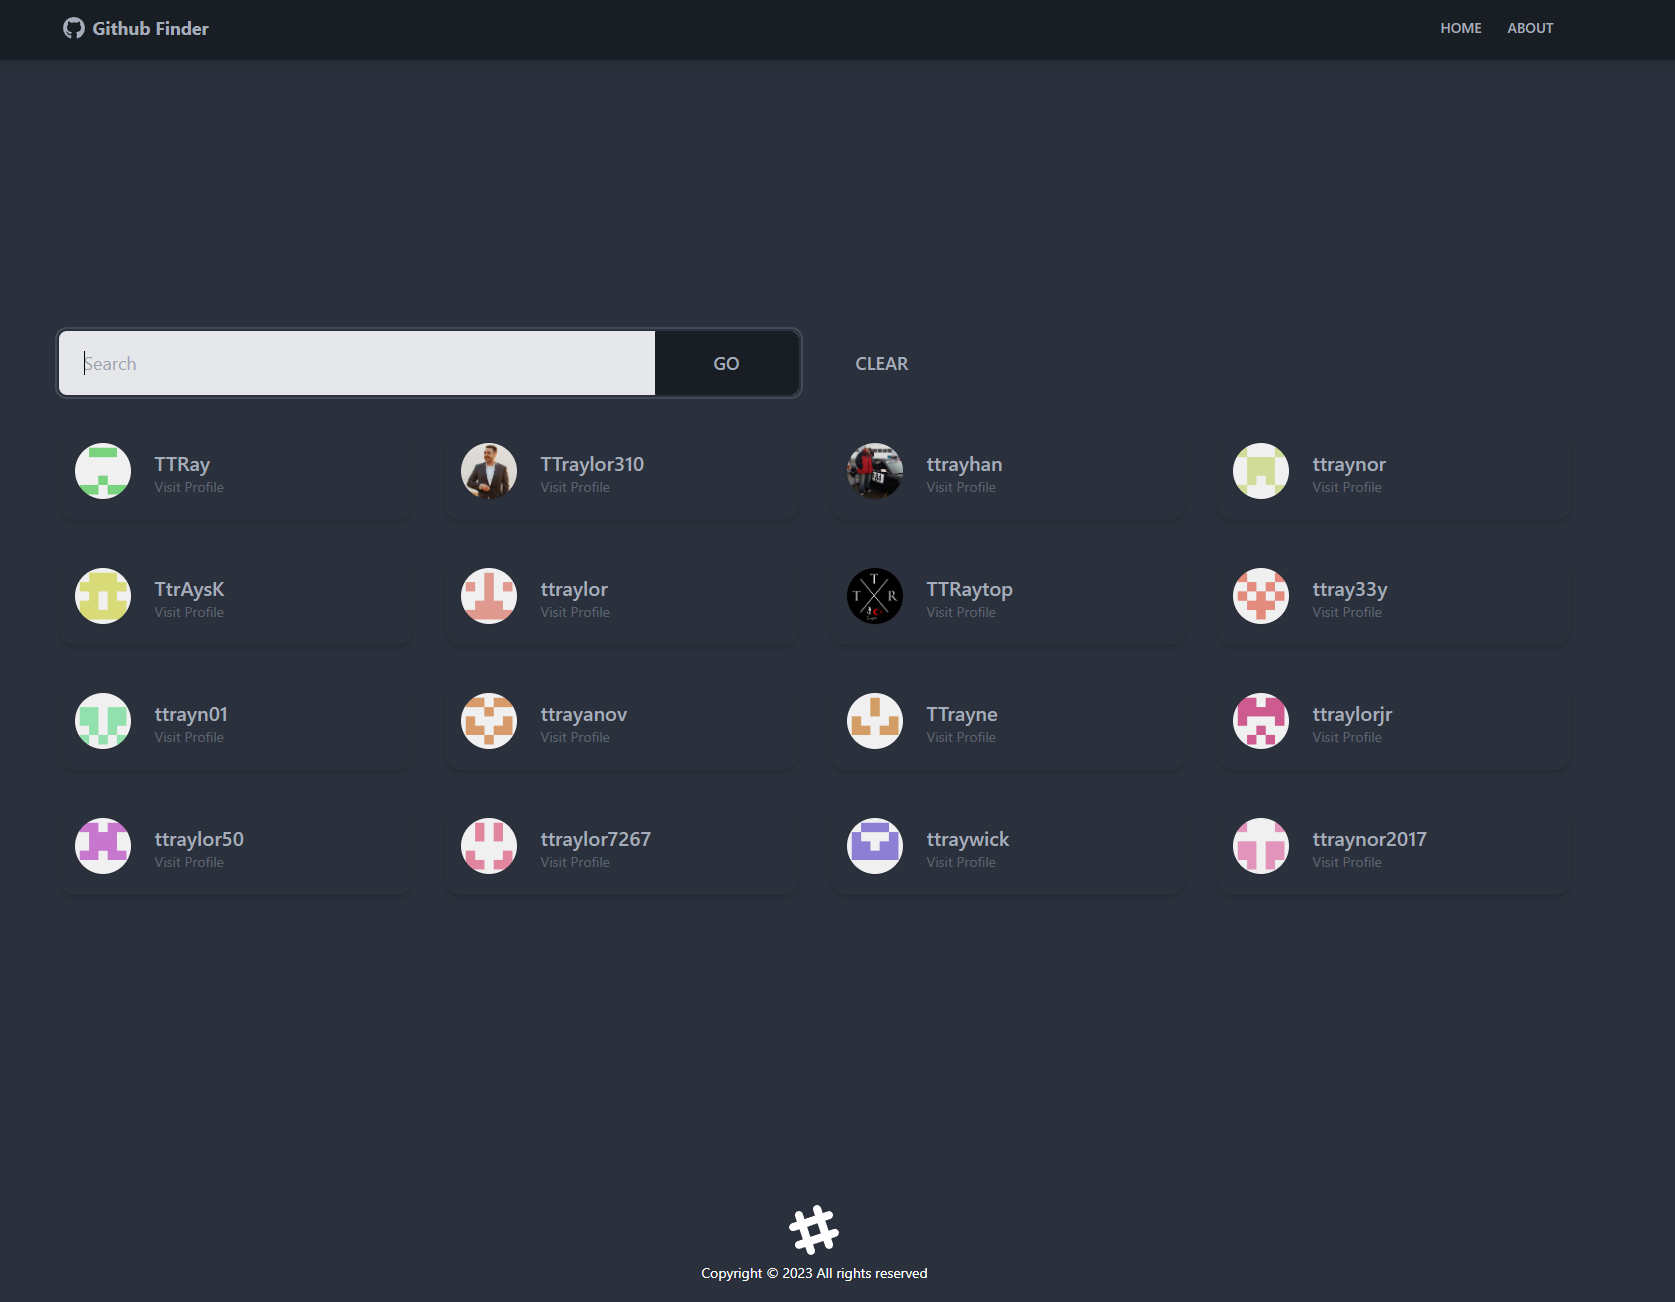 Github Finder
HOME ABOUT
Search GO CLEAR
TTRay
Visit Profile
TTraylor310
Visit Profile
ttrayhan
Visit Profile
ttraynor
Visit Profile
TtrAysK
Visit Profile
ttraylor
Visit Profile
T
T R
TTRaytop
Visit Profile
ttray33y
Visit Profile
ttrayn01
Visit Profile
ttrayanov
Visit Profile
TTrayne
Visit Profile
ttraylorjr
Visit Profile
ttraylor50
Visit Profile
ttraylor7267
Visit Profile
ttraywick
Visit Profile
ttraynor2017
Visit Profile
Copyright © 2023 All rights reserved